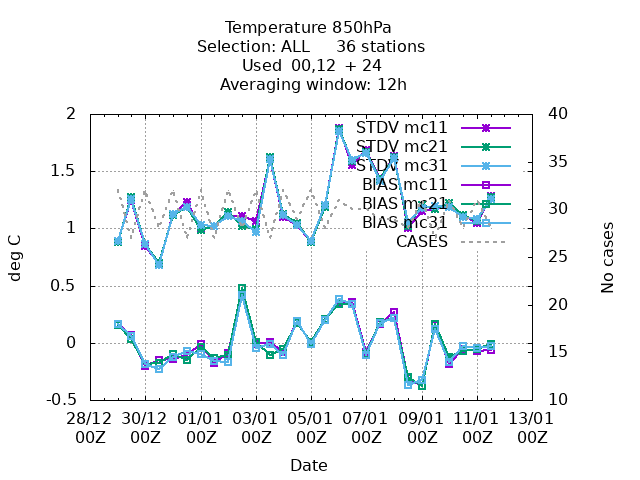 Temperature 850hPa
Selection: ALL 36 stations
Used 00,12 + 24
Averaging window: 12h
2
1.5
1
0.5
0
-0.5
40
35
30
25
20
15
10
STDV mc11
STDV mc21
STDV mc31
BIAS mc11
BIAS mc21
BIAS mc31
CASES
deg C
No cases
28/12 30/12 01/01 03/01 05/01 07/01 09/01 11/01 13/01
00Z 00Z 00Z 00Z 00Z 00Z 00Z 00Z 00Z
Date